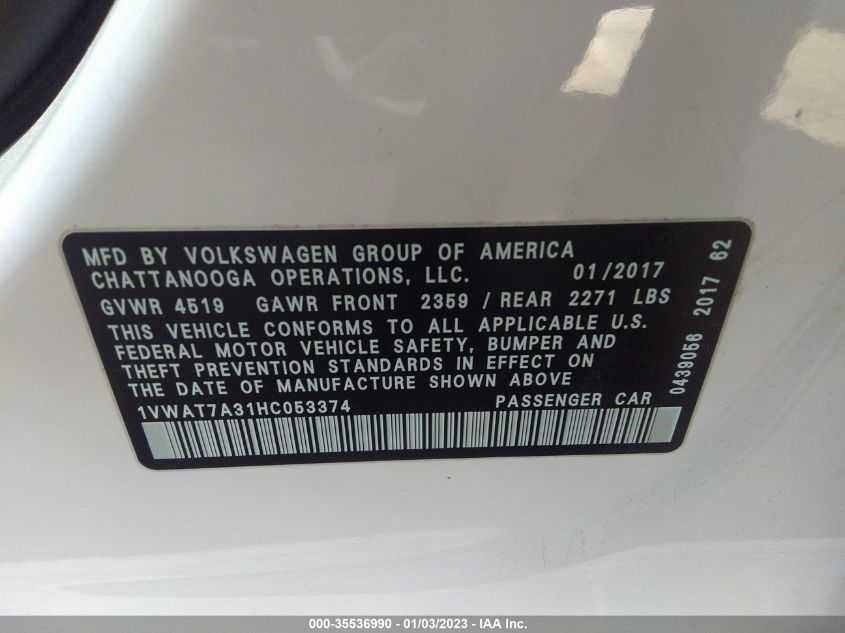 MFD BY VOLKSWAGEN GROUP OF AMERICA
CHATTANOOGA OPERATIONS, LLC. 01/2017
GVWR 4519 GAWR FRONT 2359 / REAR 2271 LBS
THIS VEHICLE CONFORMS TO ALL APPLICABLE U.S.
FEDERAL MOTOR VEHICLE SAFETY, BUMPER AND
THEFT PREVENTION STANDARDS IN EFFECT ON
THE DATE OF MANUFACTURE SHOWN ABOVE
1VWAT7A31HC053374 PASSENGER CAR
0439056 2017 62
000-35536990 - 01/03/2023 - IAA Inc.